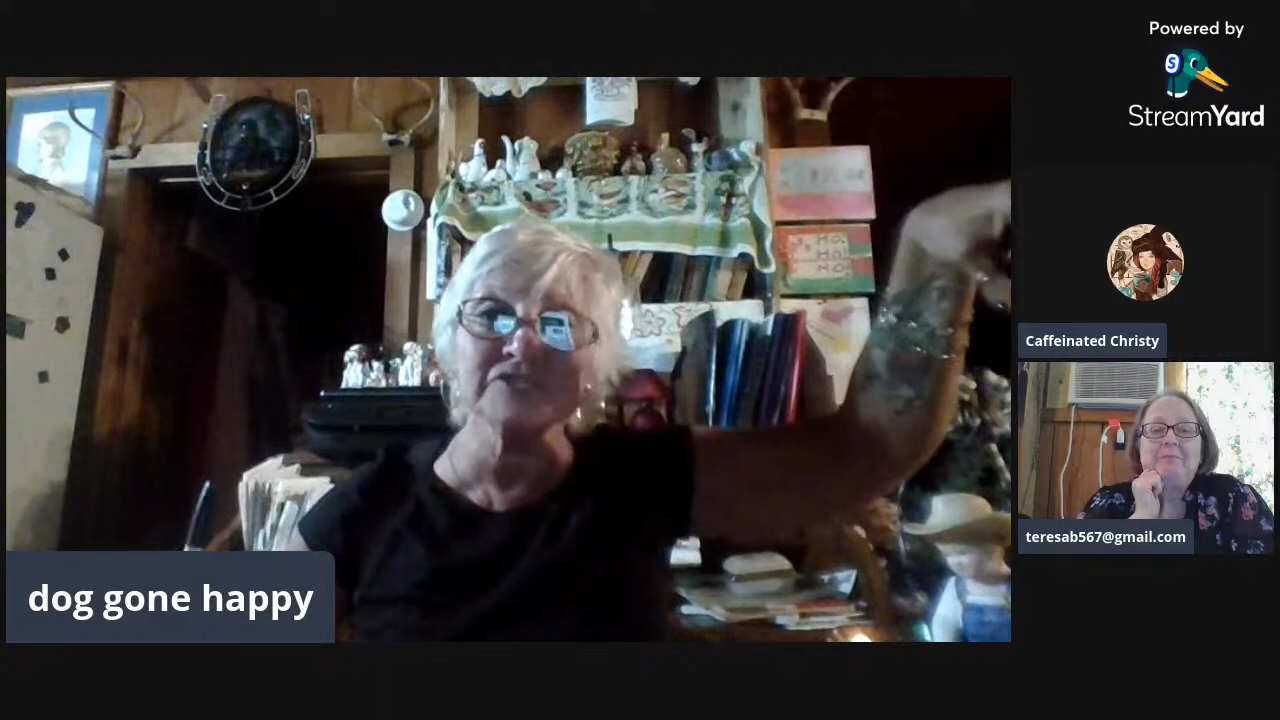 Powered by
S
StreamYard
Ho
Ho
Ho
Caffeinated Christy
teresab567@gmail.com
dog gone happy